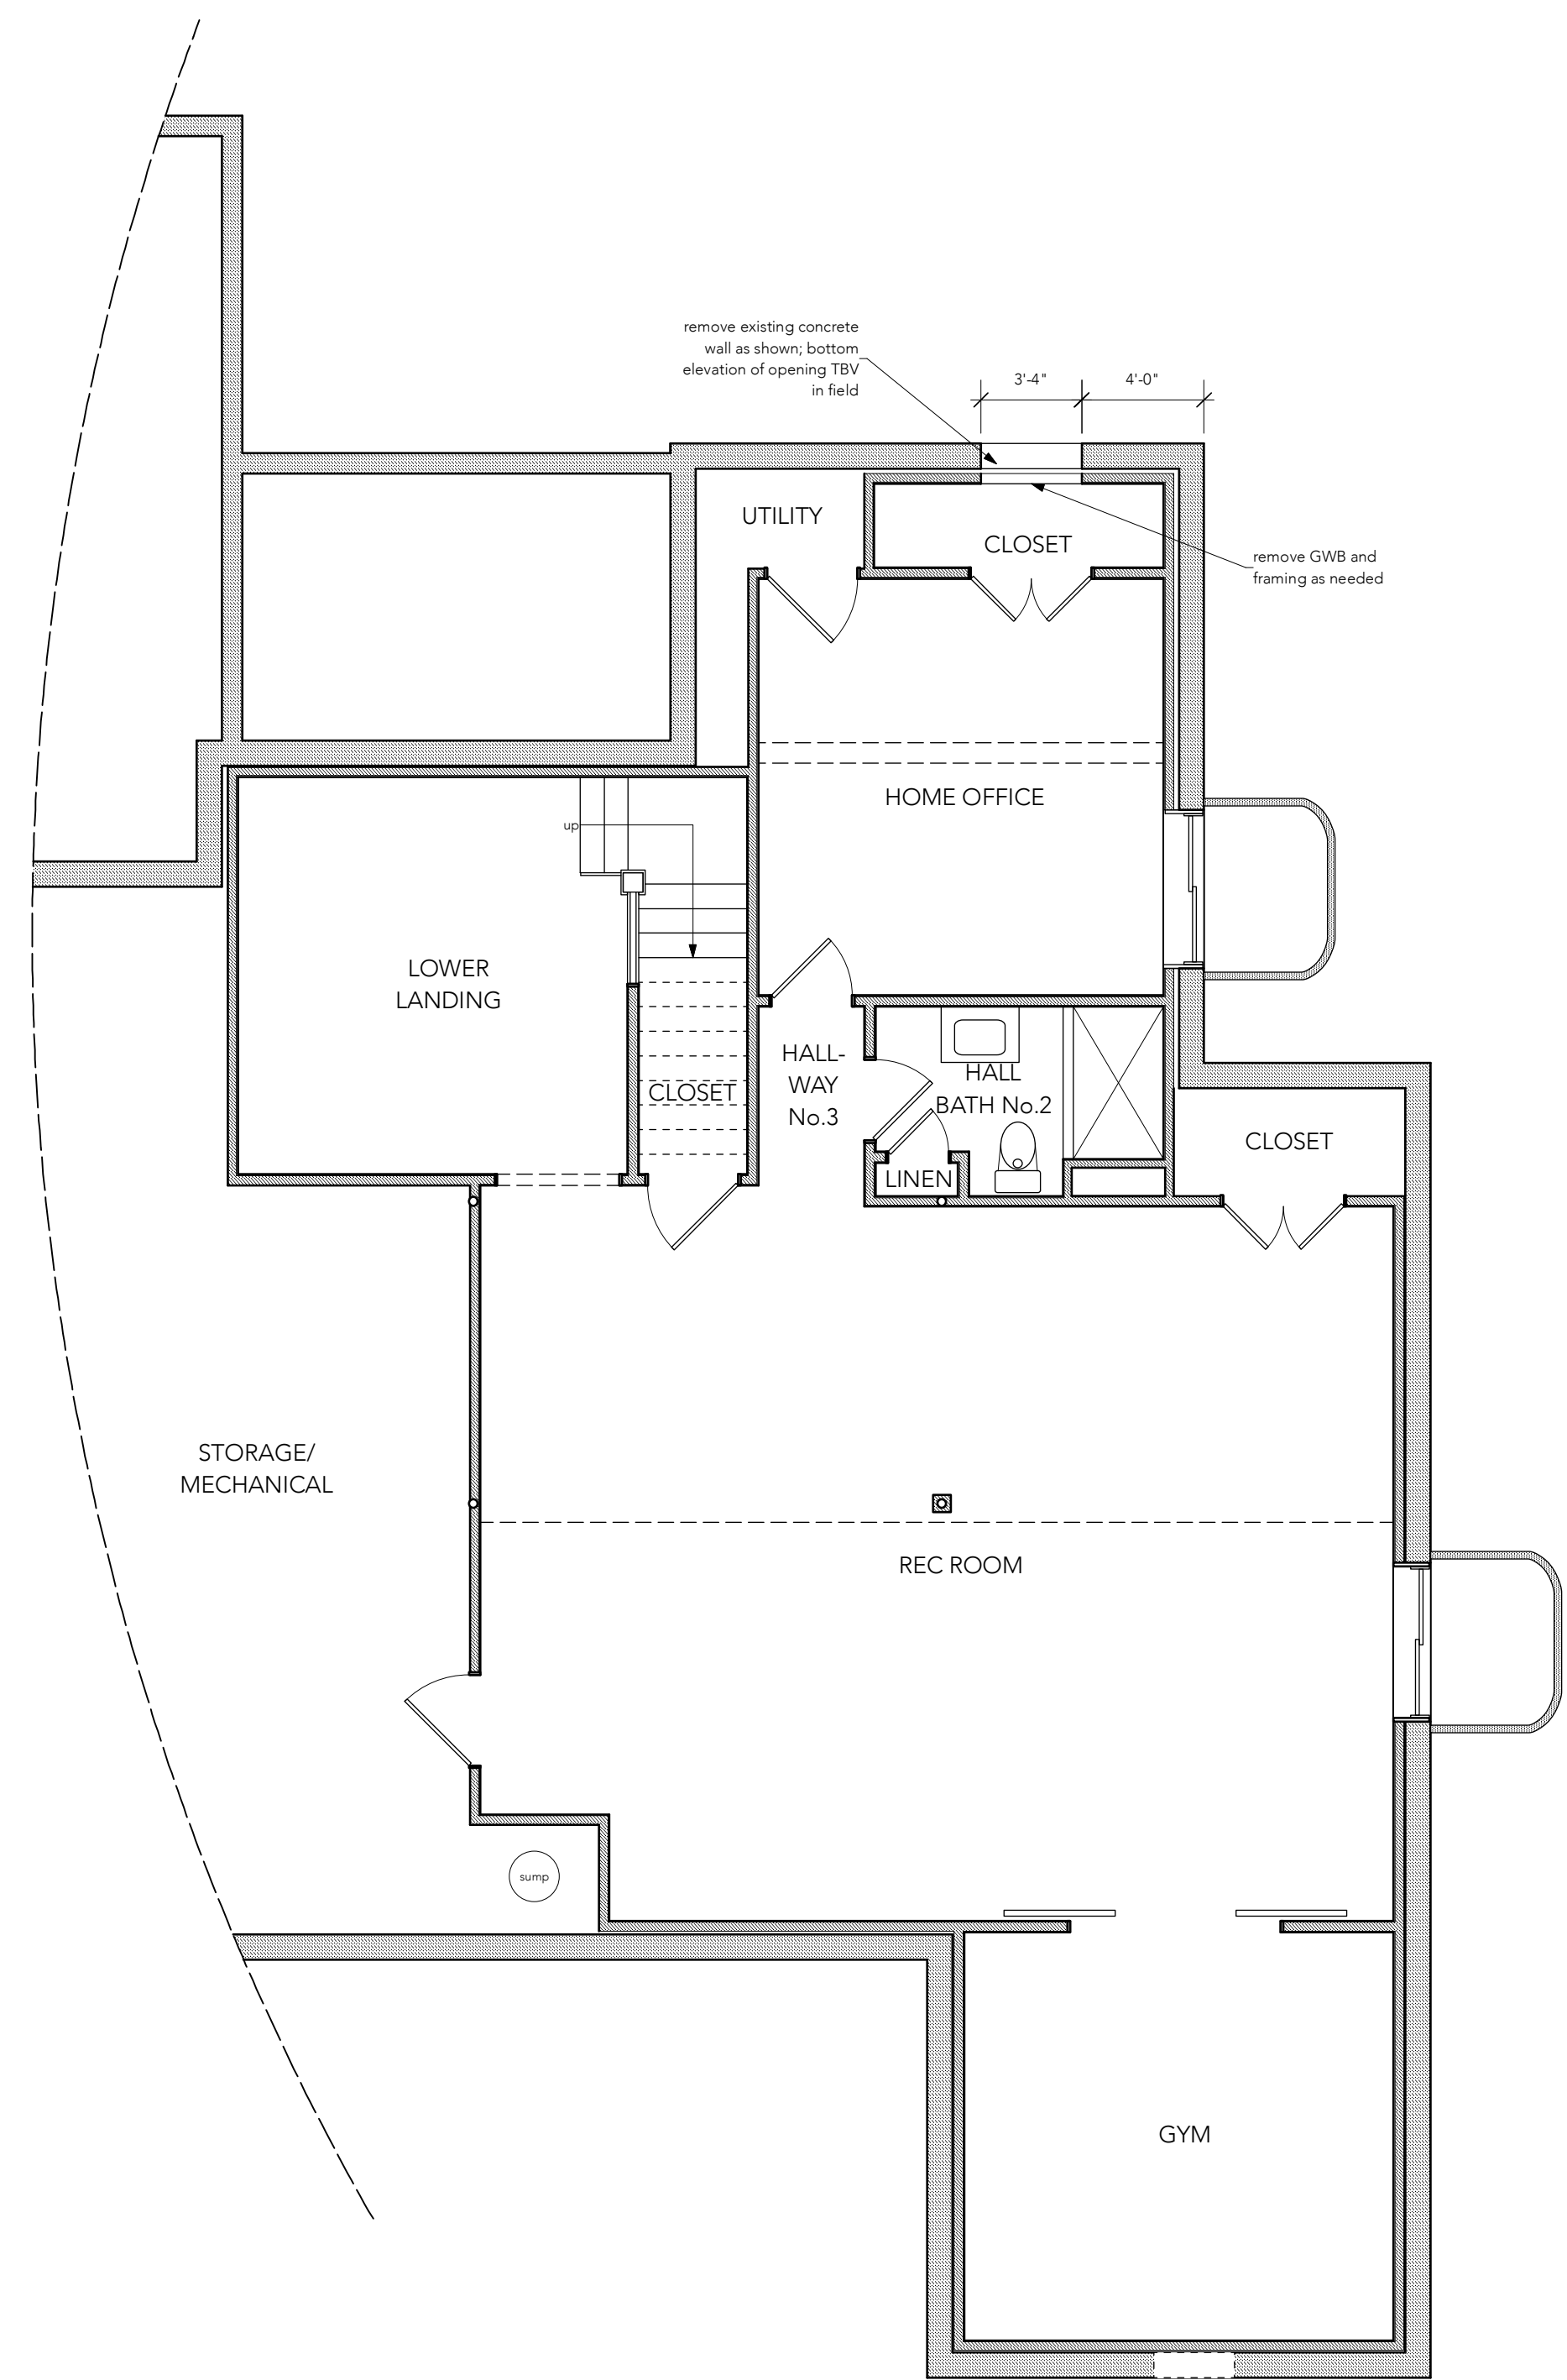 remove existing concrete
wall as shown; bottom
elevation of opening TBV
in field
3'-4"
4'-0"
UTILITY
CLOSET
remove GWB and
framing as needed
HOME OFFICE
up
LOWER
LANDING
HALL-
WAY
No.3
CLOSET
HALL
BATH No.2
LINEN
CLOSET
STORAGE/
MECHANICAL
REC ROOM
sump
GYM